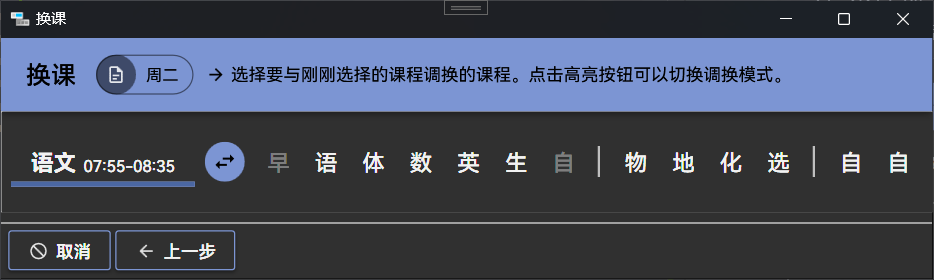 换课
换课 周二 → 选择要与刚刚选择的课程调换的课程。点击高亮按钮可以切换调换模式。
语文 07:55-08:35 早 语 体 数 英 生 自 | 物 地 化 选 | 自 自
取消 上一步